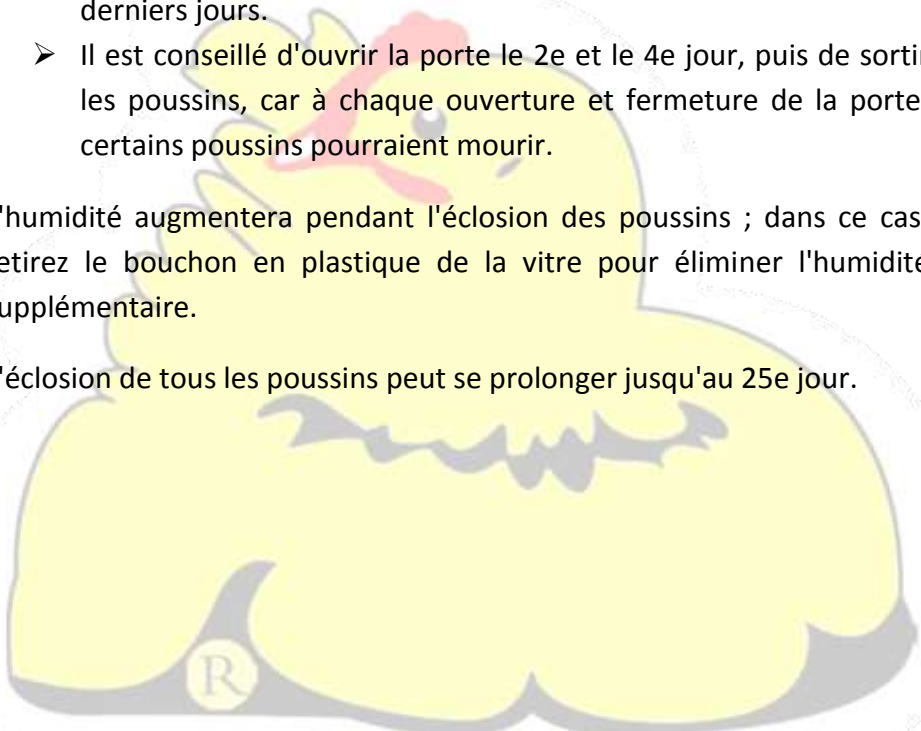 derniers jours.
➢ Il est conseillé d'ouvrir la porte le 2e et le 4e jour, puis de sortir
les poussins, car à chaque ouverture et fermeture de la porte
certains poussins pourraient mourir.
'humidité augmentera pendant l'éclosion des poussins ; dans ce cas
etirez le bouchon en plastique de la vitre pour éliminer l'humidité
upplémentaire.
'éclosion de tous les poussins peut se prolonger jusqu'au 25e jour.
R